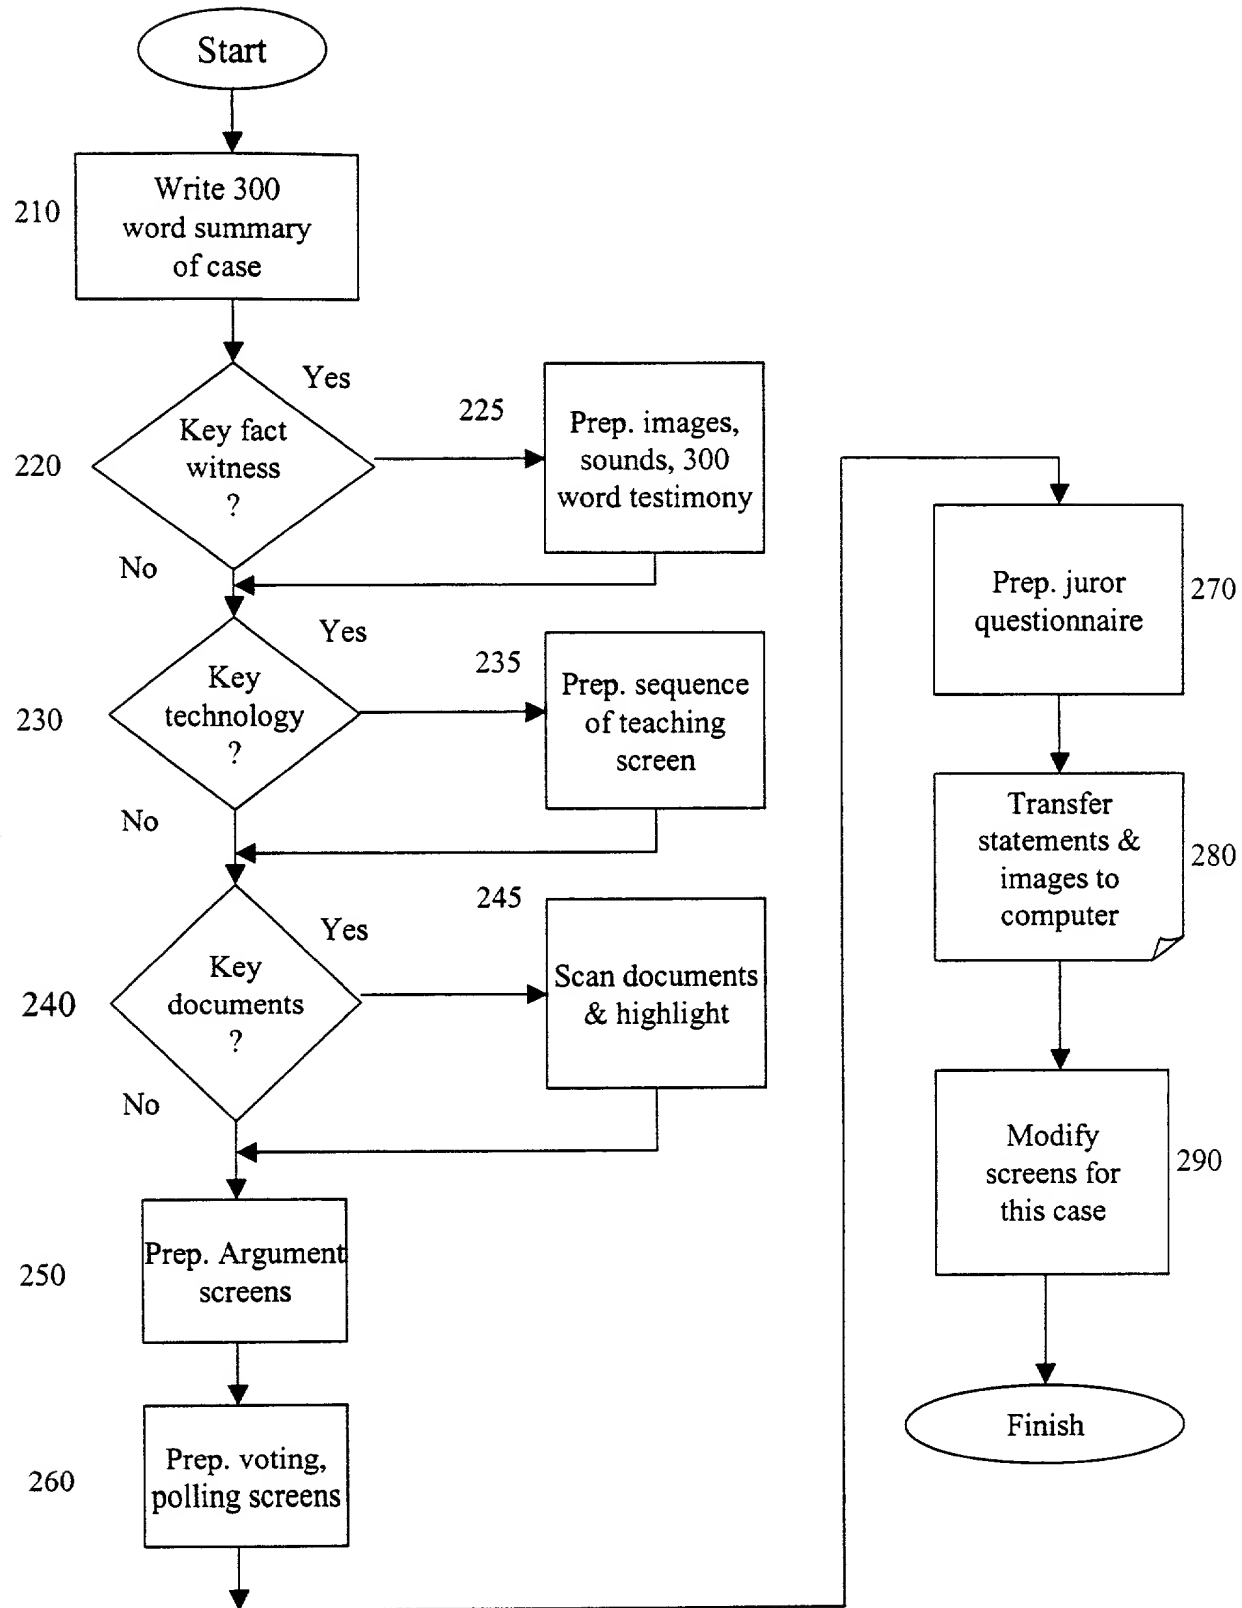 Start
210
Write 300
word summary
of case
Yes
220
Key fact
witness
?
225
Prep. images,
sounds, 300
word testimony
No
Yes
230
Key
technology
?
235
Prep. sequence
of teaching
screen
No
Yes
240
Key
documents
?
245
Scan documents
& highlight
No
250
Prep. Argument
screens
260
Prep. voting,
polling screens
Prep. juror
questionnaire
270
Transfer
statements &
images to
computer
280
Modify
screens for
this case
290
Finish